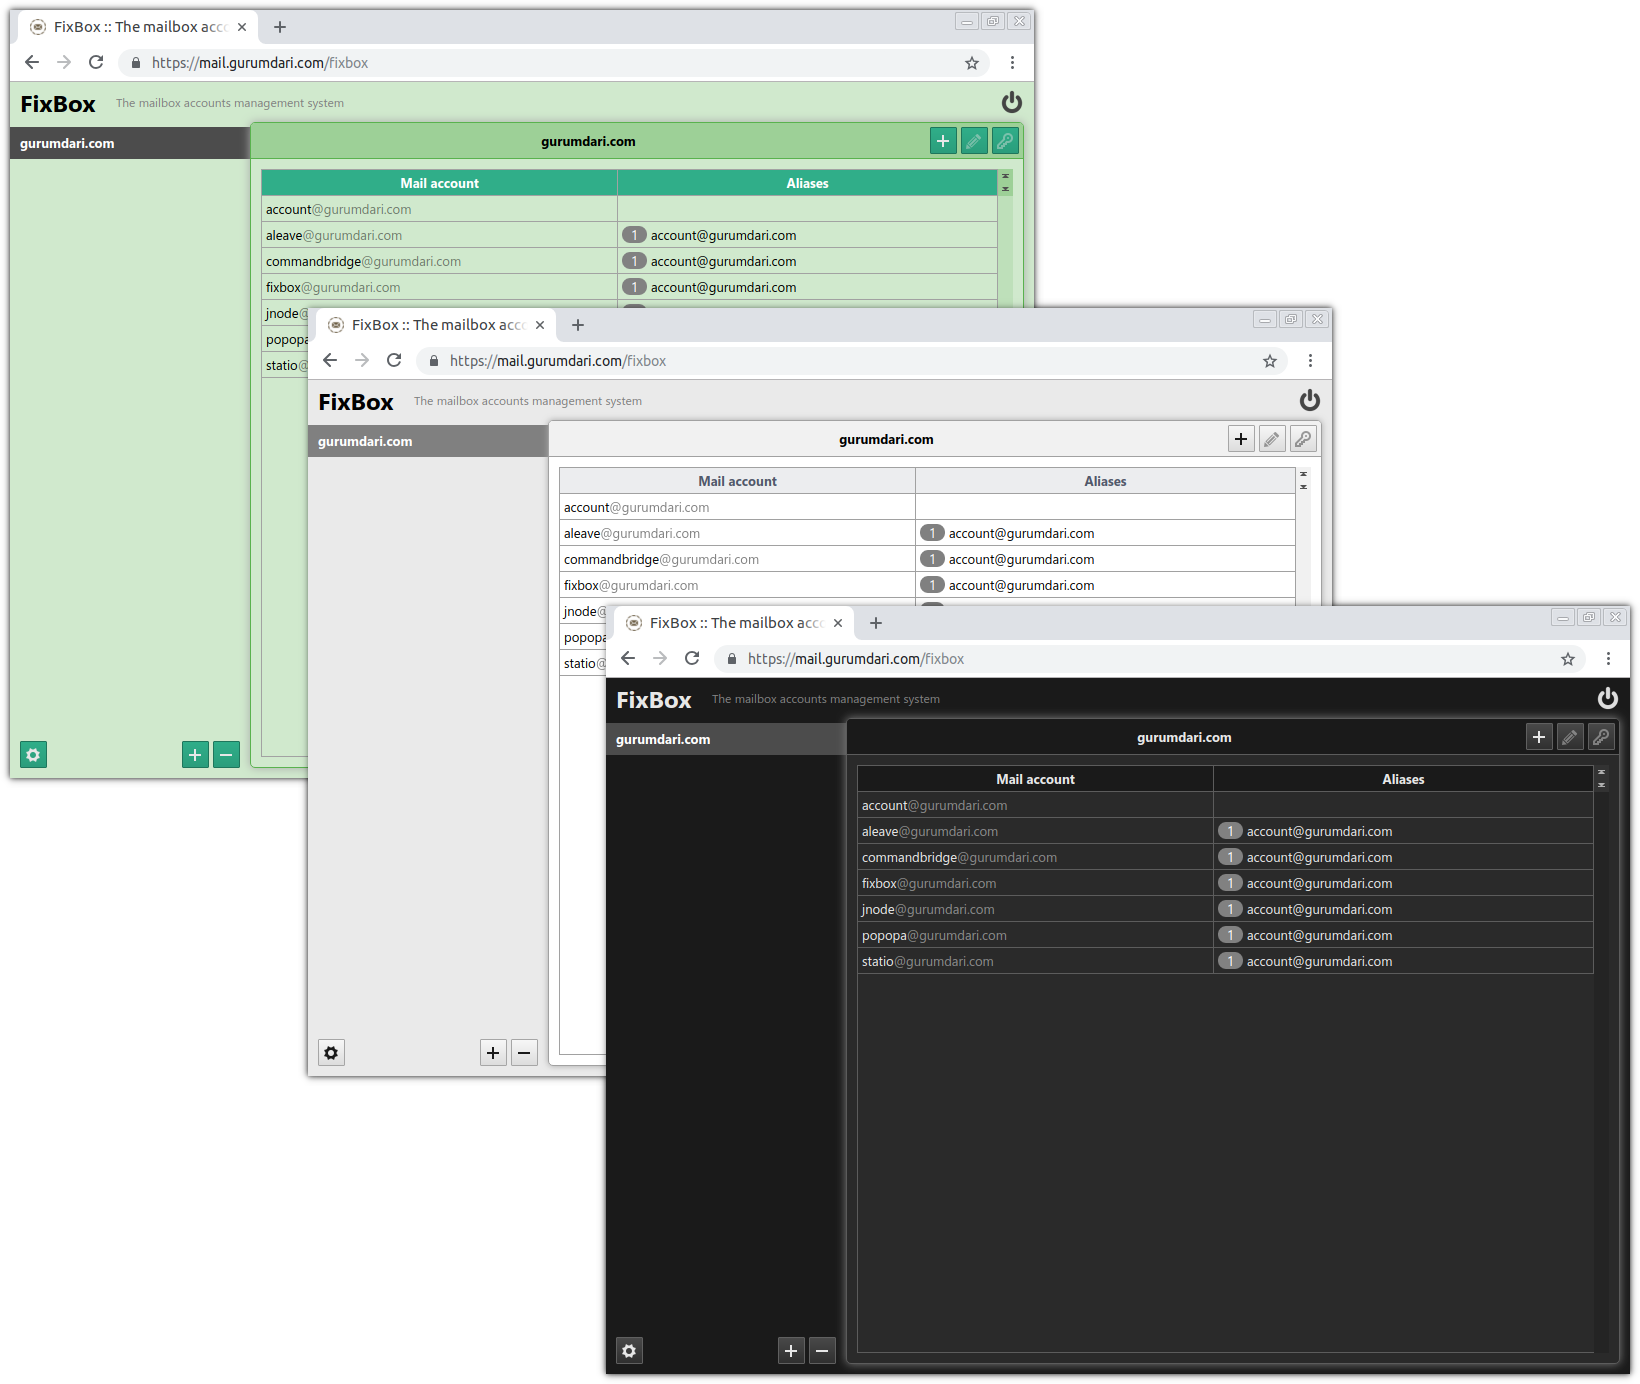 FixBox :: The mailbox acc
https://mail.gurumdari.com/fixbox
FixBox The mailbox accounts management system
gurumdari.com
gurumdari.com
Mail account Aliases
account@gurumdari.com
aleave@gurumdari.com 1 account@gurumdari.com
commandbridge@gurumdari.com 1 account@gurumdari.com
fixbox@gurumdari.com 1 account@gurumdari.com
jnode@
popopa
statio@
FixBox :: The mailbox acc
https://mail.gurumdari.com/fixbox
FixBox The mailbox accounts management system
gurumdari.com
gurumdari.com
Mail account Aliases
account@gurumdari.com
aleave@gurumdari.com 1 account@gurumdari.com
commandbridge@gurumdari.com 1 account@gurumdari.com
fixbox@gurumdari.com 1 account@gurumdari.com
jnode@
popopa
statio@
FixBox :: The mailbox acc
https://mail.gurumdari.com/fixbox
FixBox The mailbox accounts management system
gurumdari.com
gurumdari.com
Mail account Aliases
account@gurumdari.com
aleave@gurumdari.com 1 account@gurumdari.com
commandbridge@gurumdari.com 1 account@gurumdari.com
fixbox@gurumdari.com 1 account@gurumdari.com
jnode@gurumdari.com 1 account@gurumdari.com
popopa@gurumdari.com 1 account@gurumdari.com
statio@gurumdari.com 1 account@gurumdari.com